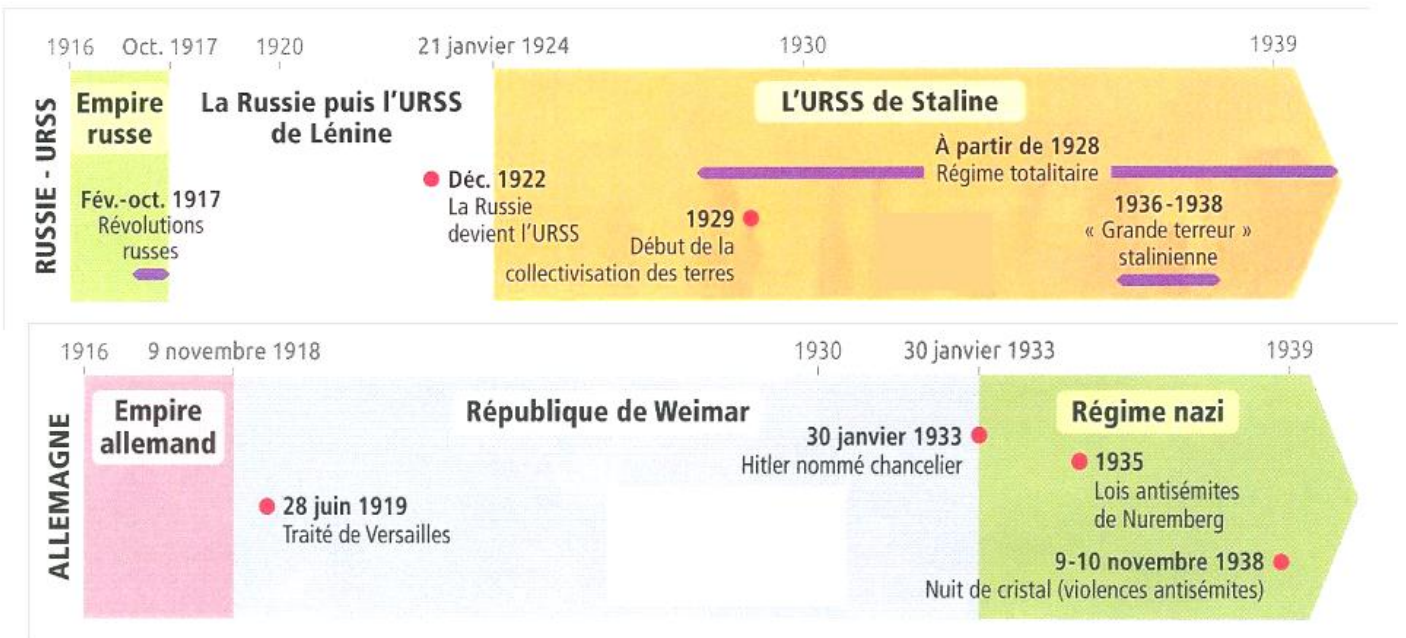 1916 Oct. 1917 1920 21 janvier 1924 1930 1939
RUSSIE - URSS
Empire
russe
La Russie puis l'URSS
de Lénine
L'URSS de Staline
Fév.-oct. 1917
Révolutions
russes
Déc. 1922
La Russie
devient l'URSS
1929
Début de la
collectivisation des terres
À partir de 1928
Régime totalitaire
1936-1938
« Grande terreur »
stalinienne
1916 9 novembre 1918 1930 30 janvier 1933 1939
ALLEMAGNE
Empire
allemand
République de Weimar
Régime nazi
28 juin 1919
Traité de Versailles
30 janvier 1933
Hitler nommé chancelier
1935
Lois antisémites
de Nuremberg
9-10 novembre 1938
Nuit de cristal (violences antisémites)